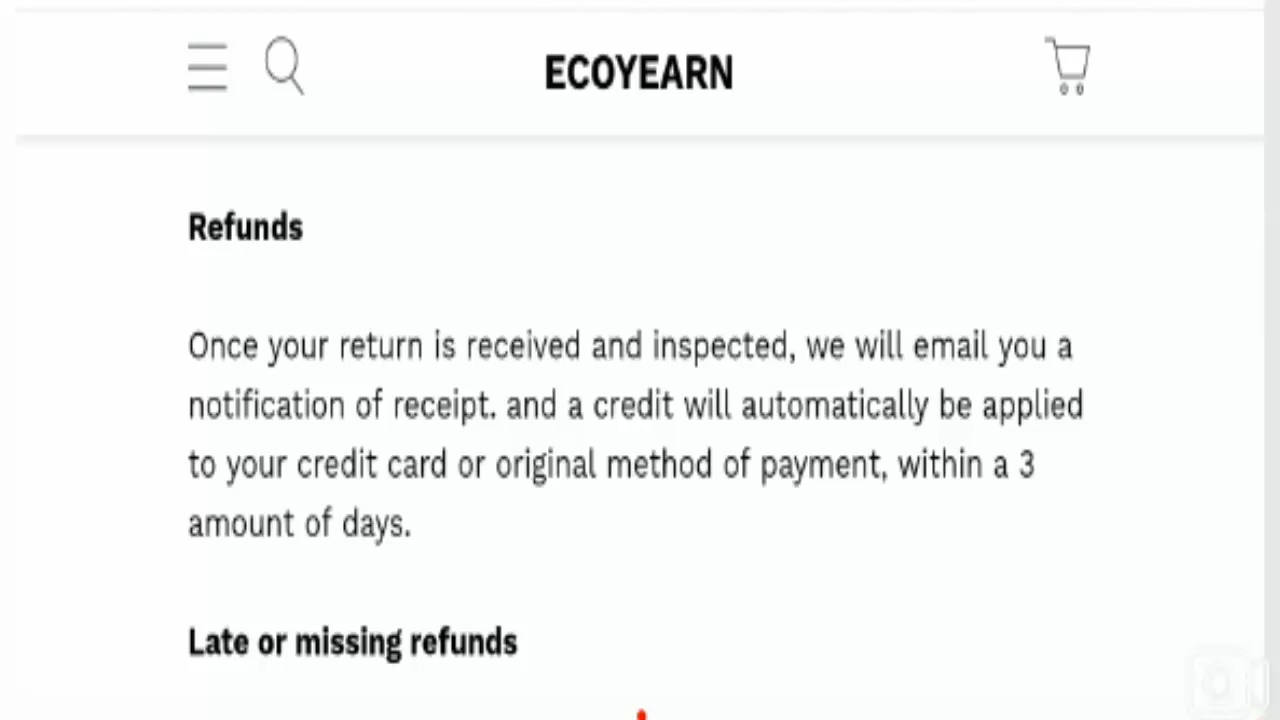 ECOYEARN
Refunds
Once your return is received and inspected, we will email you a
notification of receipt. and a credit will automatically be applied
to your credit card or original method of payment, within a 3
amount of days.
Late or missing refunds